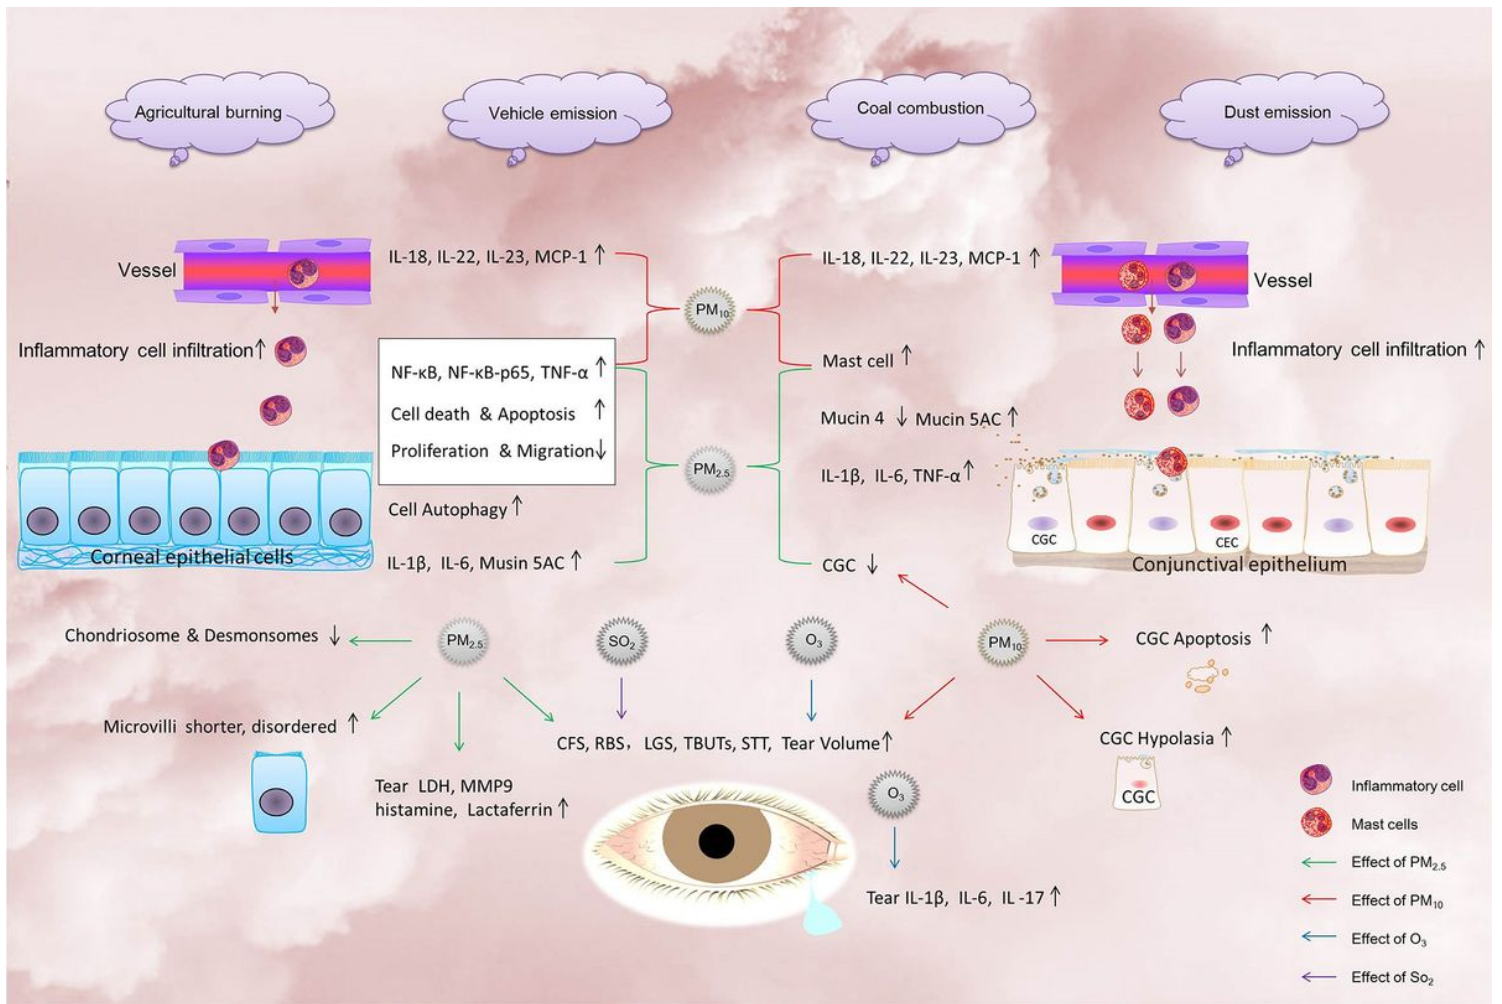 Agricultural burning
Vehicle emission
Coal combustion
Dust emission
Vessel
IL-18, IL-22, IL-23, MCP-1 ↑
PM10
IL-18, IL-22, IL-23, MCP-1 ↑
Vessel
Inflammatory cell infiltration ↑
NF-κB, NF-κB-p65, TNF-α ↑
Cell death & Apoptosis ↑
Proliferation & Migration ↓
Mast cell ↑
Inflammatory cell infiltration ↑
Mucin 4 ↓ Mucin 5AC ↑
PM2.5
IL-1β, IL-6, TNF-α ↑
Cell Autophagy ↑
IL-1β, IL-6, Musin 5AC ↑
CGC ↓
Corneal epithelial cells
CGC
CEC
Conjunctival epithelium
Chondriosome & Desmonsomes ↓
PM2.5
SO2
O3
PM10
CGC Apoptosis ↑
Microvilli shorter, disordered ↑
CFS, RBS, LGS, TBUTs, STT, Tear Volume ↑
CGC Hypolasia ↑
CGC
Tear LDH, MMP9
histamine, Lactaferrin ↑
O3
Tear IL-1β, IL-6, IL -17 ↑
Inflammatory cell
Mast cells
Effect of PM2.5
Effect of PM10
Effect of O3
Effect of So2